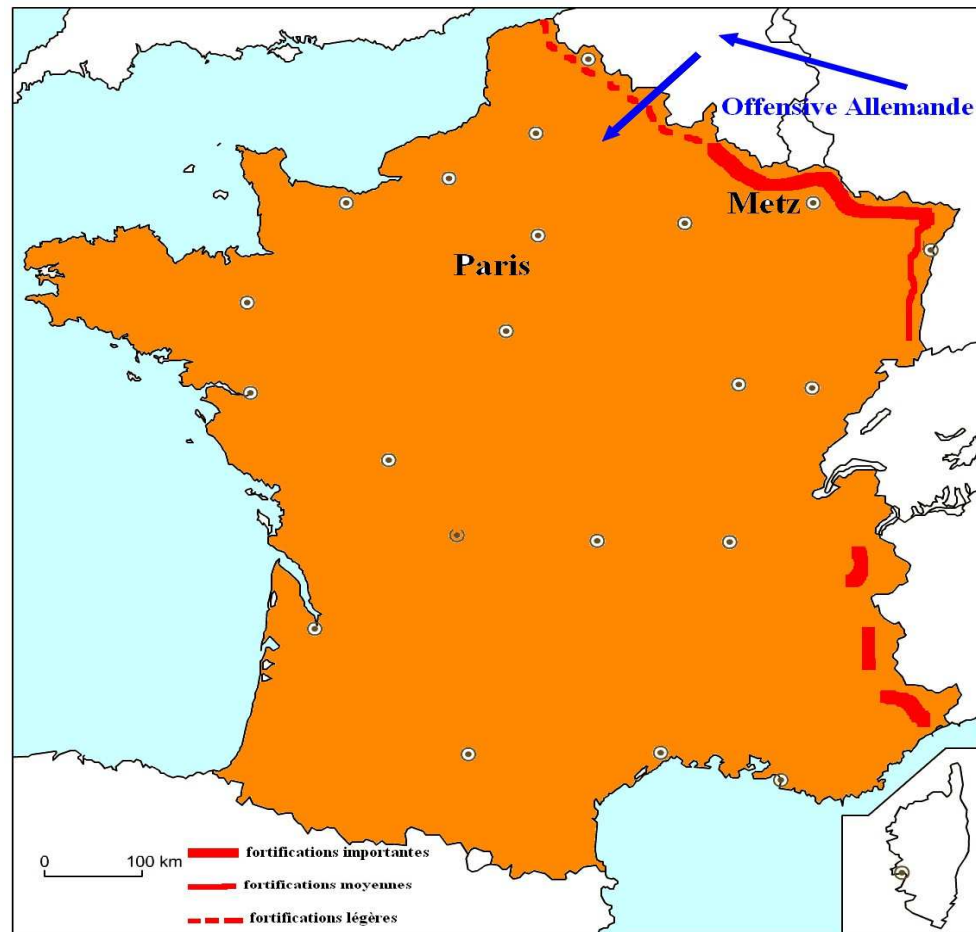 Offensive Allemande
Metz
Paris
0 100 km
fortifications importantes
fortifications moyennes
fortifications légères